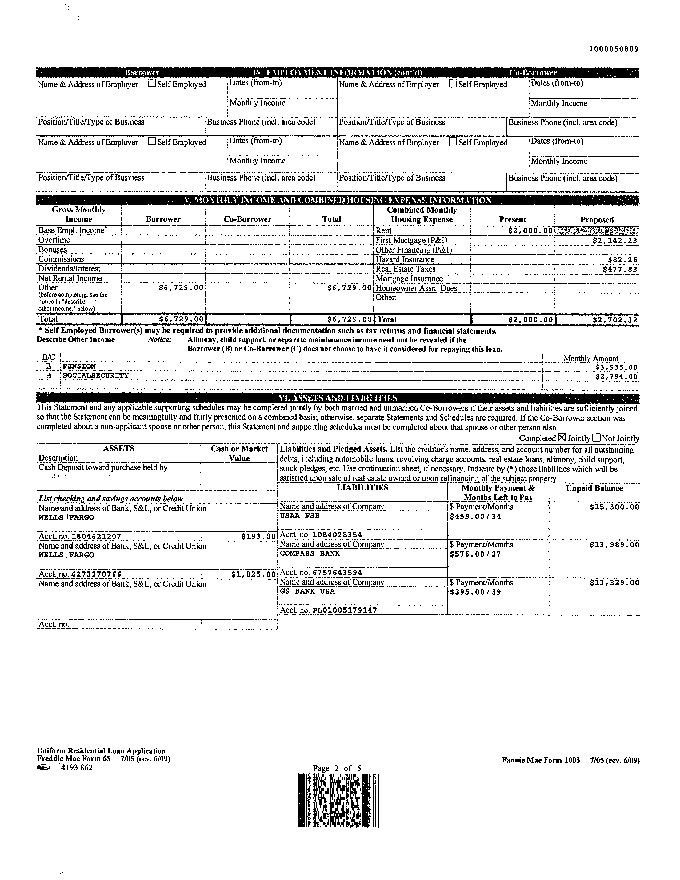 1000050809
Borrower IV. EMPLOYMENT INFORMATION (cont'd) Co-Borrower
Name & Address of Employer Self Employed Dates (from-to) Name & Address of Employer Self Employed Dates (from-to)
Monthly Income Monthly Income
Position/Title/Type of Business Business Phone (incl. area code) Position/Title/Type of Business Business Phone (incl. area code)
Name & Address of Employer Self Employed Dates (from-to) Name & Address of Employer Self Employed Dates (from-to)
Monthly Income Monthly Income
Position/Title/Type of Business Business Phone (incl. area code) Position/Title/Type of Business Business Phone (incl. area code)
V. MONTHLY INCOME AND COMBINED HOUSING EXPENSE INFORMATION
Gross Monthly Income Borrower Co-Borrower Total Combined Monthly Housing Expense Present Proposed
Base Empl. Income* Rent $2,000.00
Overtime First Mortgage (P&I) $2,142.23
Bonuses Other Financing (P&I)
Commissions Hazard Insurance $82.26
Dividends/Interest Real Estate Taxes $477.83
Net Rental Income Mortgage Insurance
Other $6,729.00 $6,729.00 Homeowner Assn. Dues
(before completing, see the notice in "describe other income," below) Other:
Total $6,729.00 $6,729.00 Total $2,000.00 $2,702.32
* Self Employed Borrower(s) may be required to provide additional documentation such as tax returns and financial statements.
Describe Other Income Notice: Alimony, child support, or separate maintenance income need not be revealed if the
Borrower (B) or Co-Borrower (C) does not choose to have it considered for repaying this loan.
B/C Monthly Amount
B PENSION $3,935.00
B SOCIALSECURITY $2,794.00
VI. ASSETS AND LIABILITIES
This Statement and any applicable supporting schedules may be completed jointly by both married and unmarried Co-Borrowers if their assets and liabilities are sufficiently joined
so that the Statement can be meaningfully and fairly presented on a combined basis; otherwise, separate Statements and Schedules are required. If the Co-Borrower section was
completed about a non-applicant spouse or other person, this Statement and supporting schedules must be completed about that spouse or other person also.
Completed Jointly Not Jointly
ASSETS Cash or Market Value
Description
Cash Deposit toward purchase held by
Liabilities and Pledged Assets. List the creditor's name, address, and account number for all outstanding
debts, including automobile loans, revolving charge accounts, real estate loans, alimony, child support,
stock pledges, etc. Use continuation sheet, if necessary. Indicate by (*) those liabilities which will be
satisfied upon sale of real estate owned or upon refinancing of the subject property.
LIABILITIES Monthly Payment & Months Left to Pay Unpaid Balance
List checking and savings accounts below
Name and address of Bank, S&L, or Credit Union Name and address of Company $ Payment/Months $15,300.00
WELLS FARGO USAA FSB $459.00/34
Acct. no. 1804621297 $193.00 Acct. no. 1084028354
Name and address of Bank, S&L, or Credit Union Name and address of Company $ Payment/Months $13,989.00
WELLS FARGO COMPASS BANK $576.00/27
Acct. no. 6273370766 $1,025.00 Acct. no. 6757643594
Name and address of Bank, S&L, or Credit Union Name and address of Company $ Payment/Months $11,329.00
GS BANK USA $295.00/39
Acct. no. PL01005179147
Acct. no.
Uniform Residential Loan Application
Freddie Mac Form 65 7/05 (rev. 6/09) Fannie Mae Form 1003 7/05 (rev. 6/09)
4193-862
Page 2 of 5